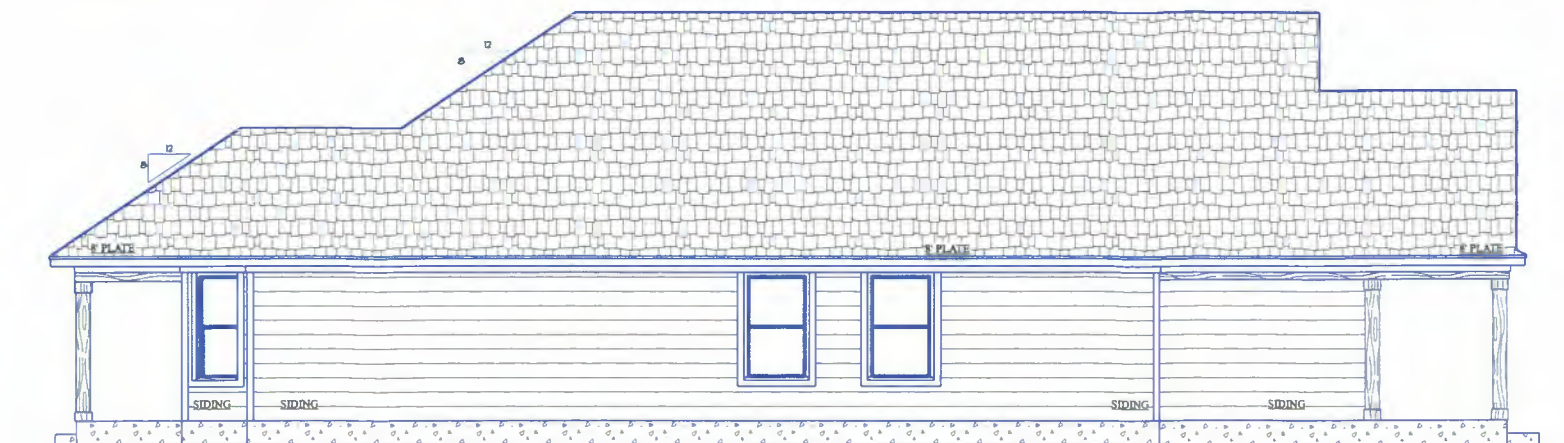 12
8
12
8
8' PLATE 8' PLATE 8' PLATE
SIDING SIDING SIDING SIDING